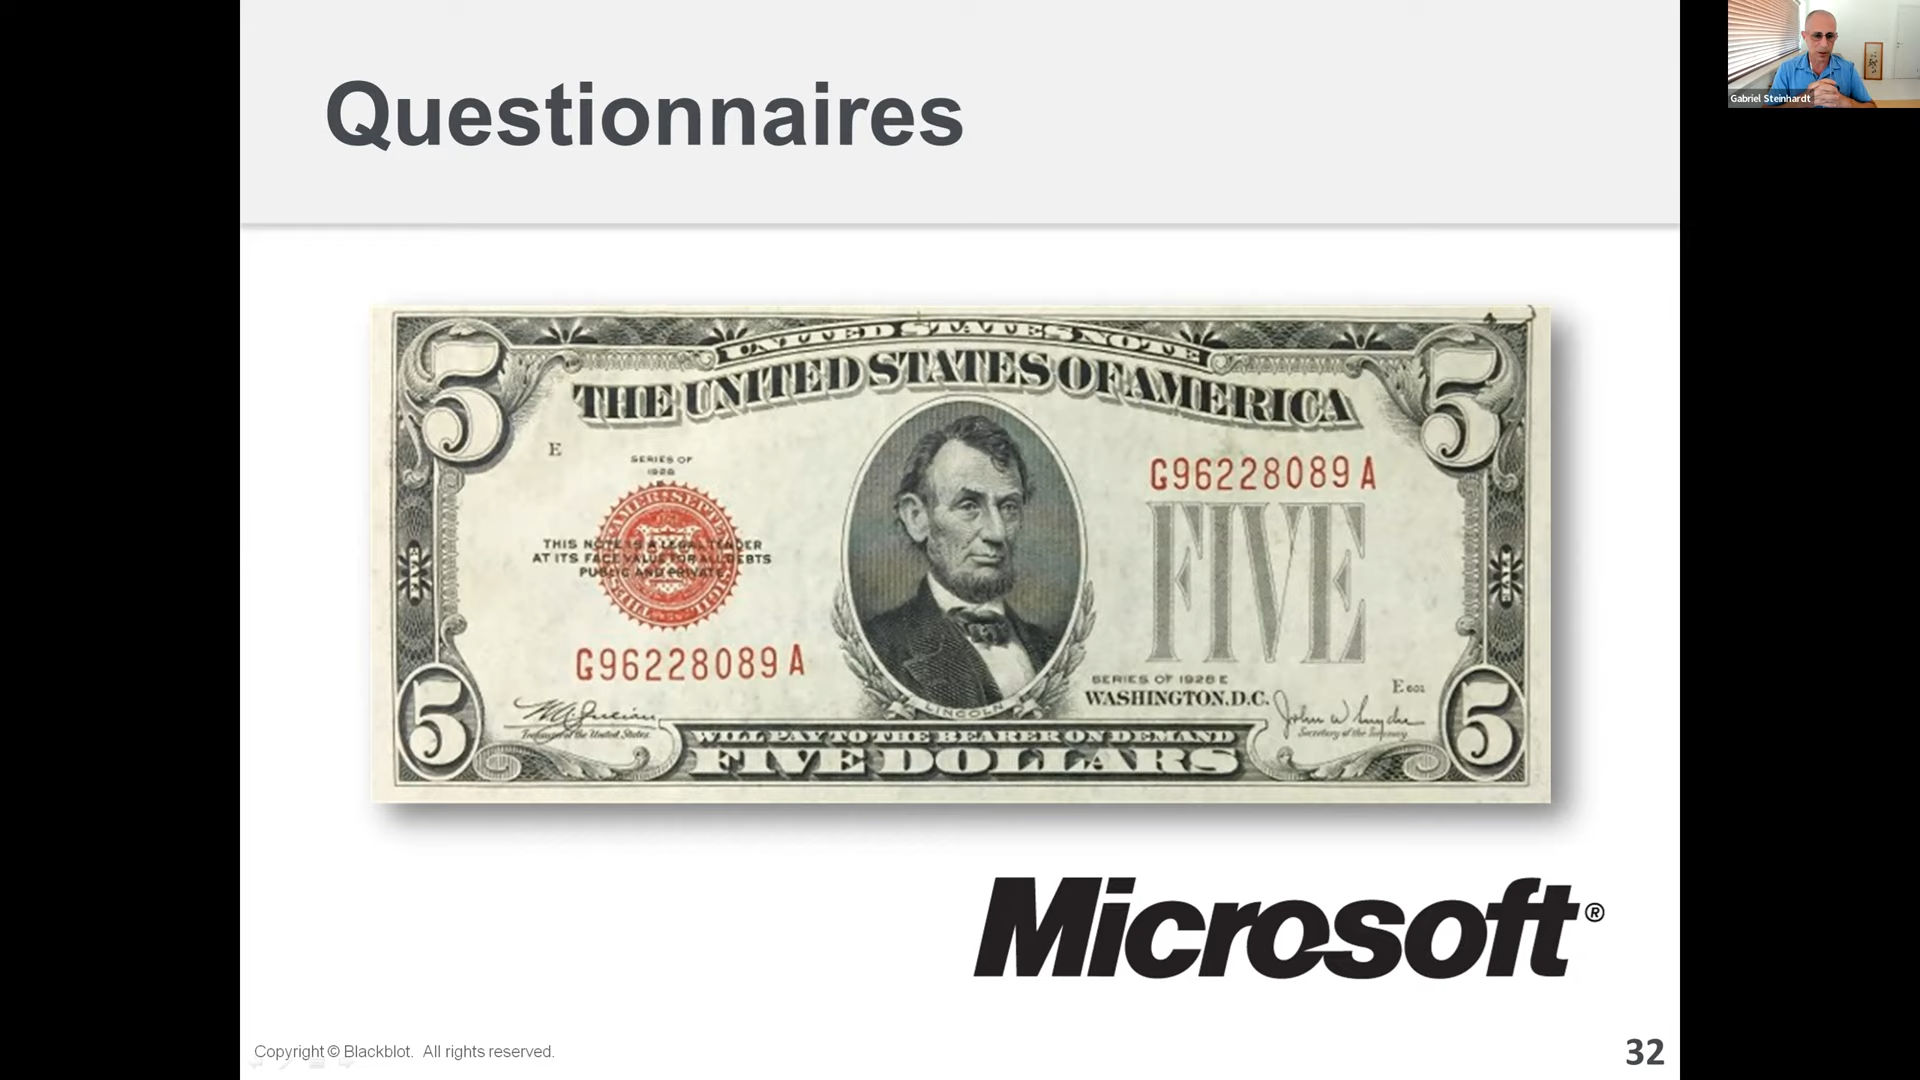 Questionnaires
Gabriel Steinhardt
UNITED STATES NOTE
THE UNITED STATES OF AMERICA
5
5
E
SERIES OF
1928
G96228089A
THIS NOTE IS A LEGAL TENDER
AT ITS FACE VALUE FOR ALL DEBTS
PUBLIC AND PRIVATE
FIVE
FIVE
G96228089A
SERIES OF 1928 E
WASHINGTON, D.C.
E
LINCOLN
Treasurer of the United States.
John W Snyder
Secretary of the Treasury.
5
5
WILL PAY TO THE BEARER ON DEMAND
FIVE DOLLARS
Microsoft®
Copyright © Blackblot. All rights reserved.
32